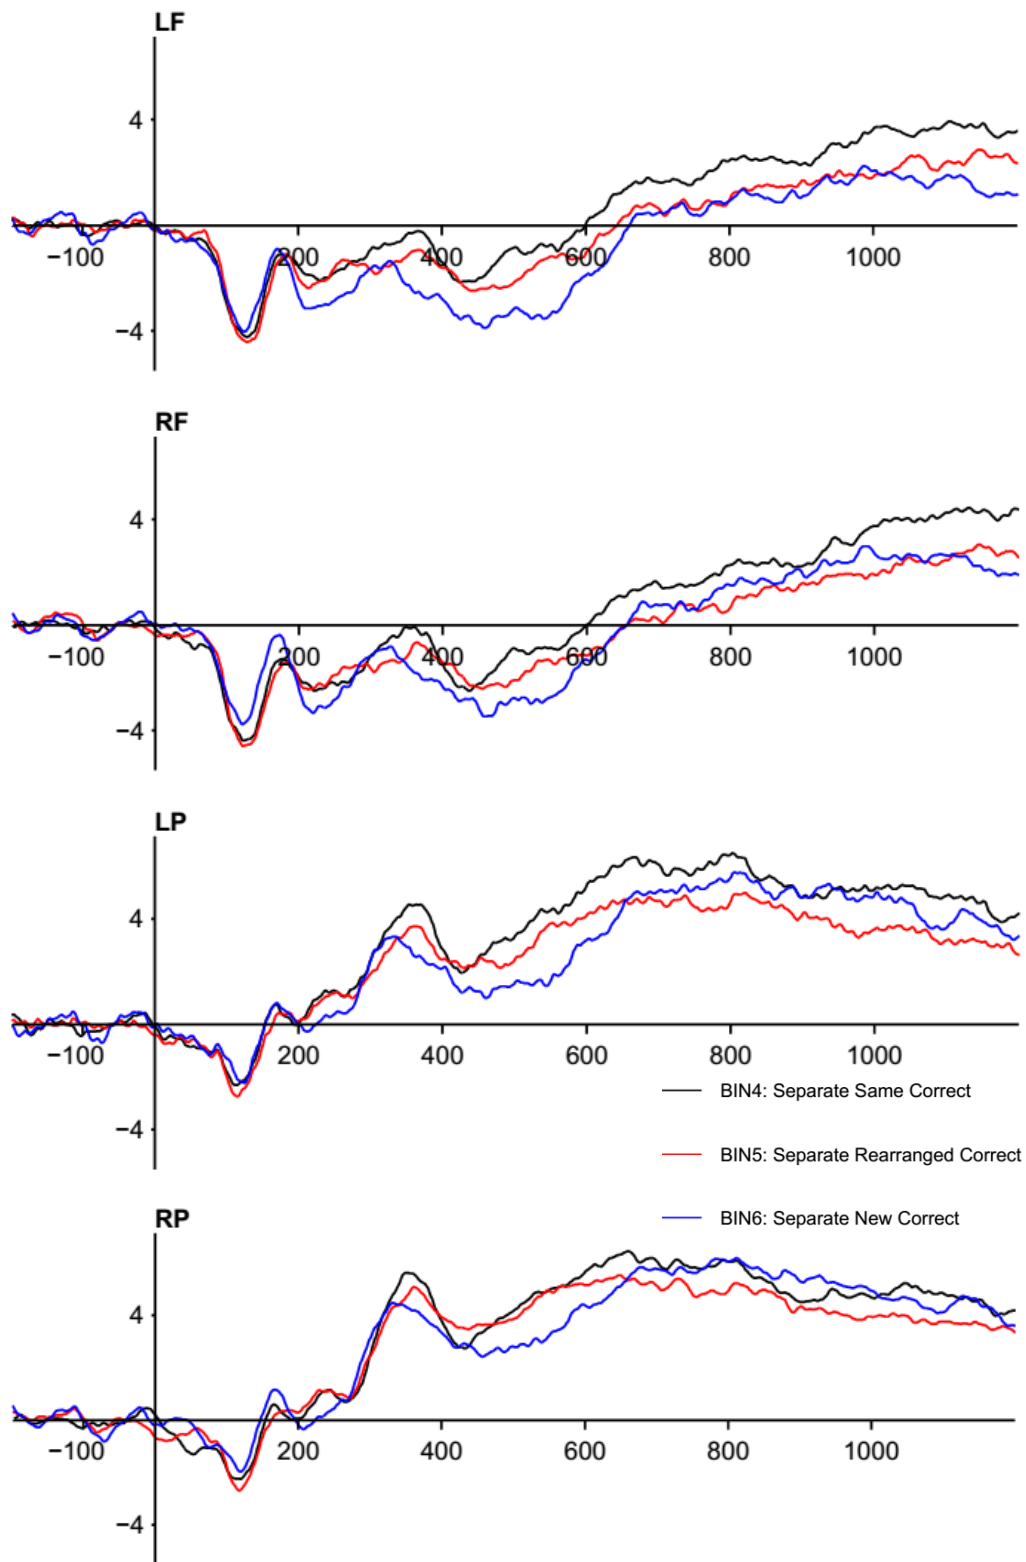 LF
4
−100 200 400 600 800 1000
−4
RF
4
−100 200 400 600 800 1000
−4
LP
4
−100 200 400 600 800 1000
BIN4: Separate Same Correct
−4
BIN5: Separate Rearranged Correct
RP
BIN6: Separate New Correct
4
−100 200 400 600 800 1000
−4